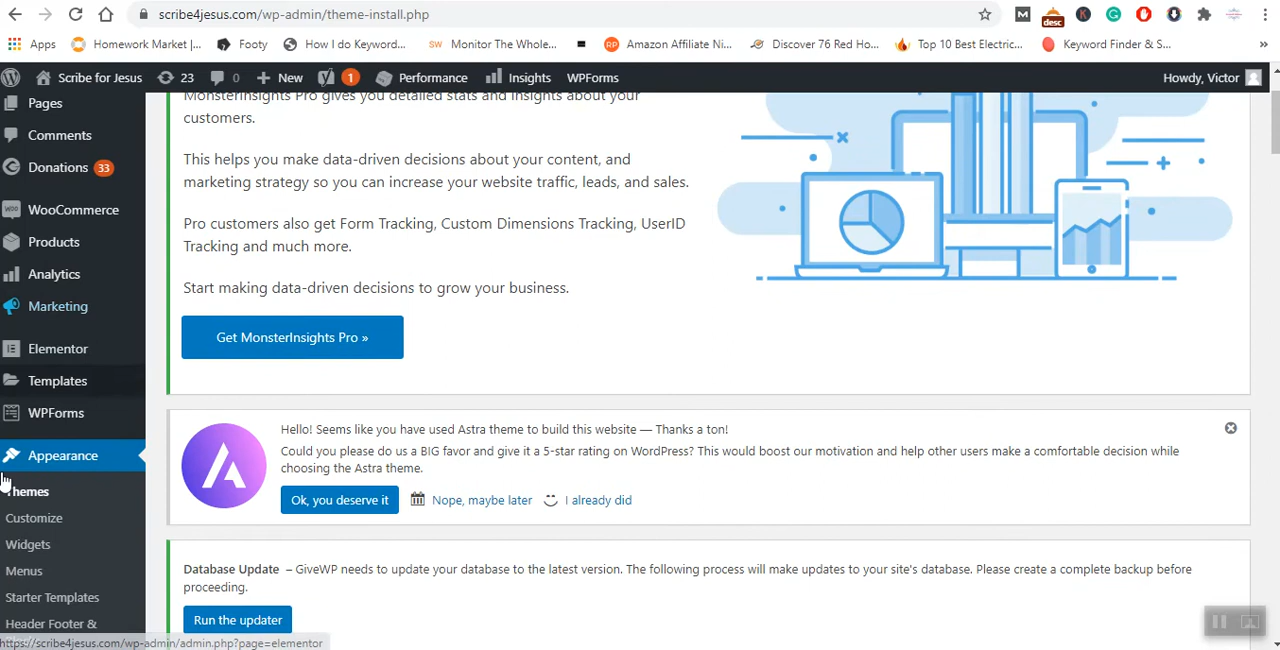 scribe4jesus.com/wp-admin/theme-install.php
M desc K G
Apps Homework Market |... Footy How I do Keyword... SW Monitor The Whole... RP Amazon Affiliate Ni... Discover 76 Red Ho... Top 10 Best Electric... Keyword Finder & S... »
Scribe for Jesus 23 0 New 1 Performance Insights WPForms Howdy, Victor
Pages
Comments
Donations 33
WooCommerce
Products
Analytics
Marketing
Elementor
Templates
WPForms
Appearance
Themes
Customize
Widgets
Menus
Starter Templates
Header Footer &
MonsterInsights Pro gives you detailed stats and insights about your
customers.
This helps you make data-driven decisions about your content, and
marketing strategy so you can increase your website traffic, leads, and sales.
Pro customers also get Form Tracking, Custom Dimensions Tracking, UserID
Tracking and much more.
Start making data-driven decisions to grow your business.
Get MonsterInsights Pro »
Hello! Seems like you have used Astra theme to build this website — Thanks a ton!
Could you please do us a BIG favor and give it a 5-star rating on WordPress? This would boost our motivation and help other users make a comfortable decision while
choosing the Astra theme.
Ok, you deserve it Nope, maybe later I already did
Database Update – GiveWP needs to update your database to the latest version. The following process will make updates to your site's database. Please create a complete backup before
proceeding.
Run the updater
https://scribe4jesus.com/wp-admin/admin.php?page=elementor